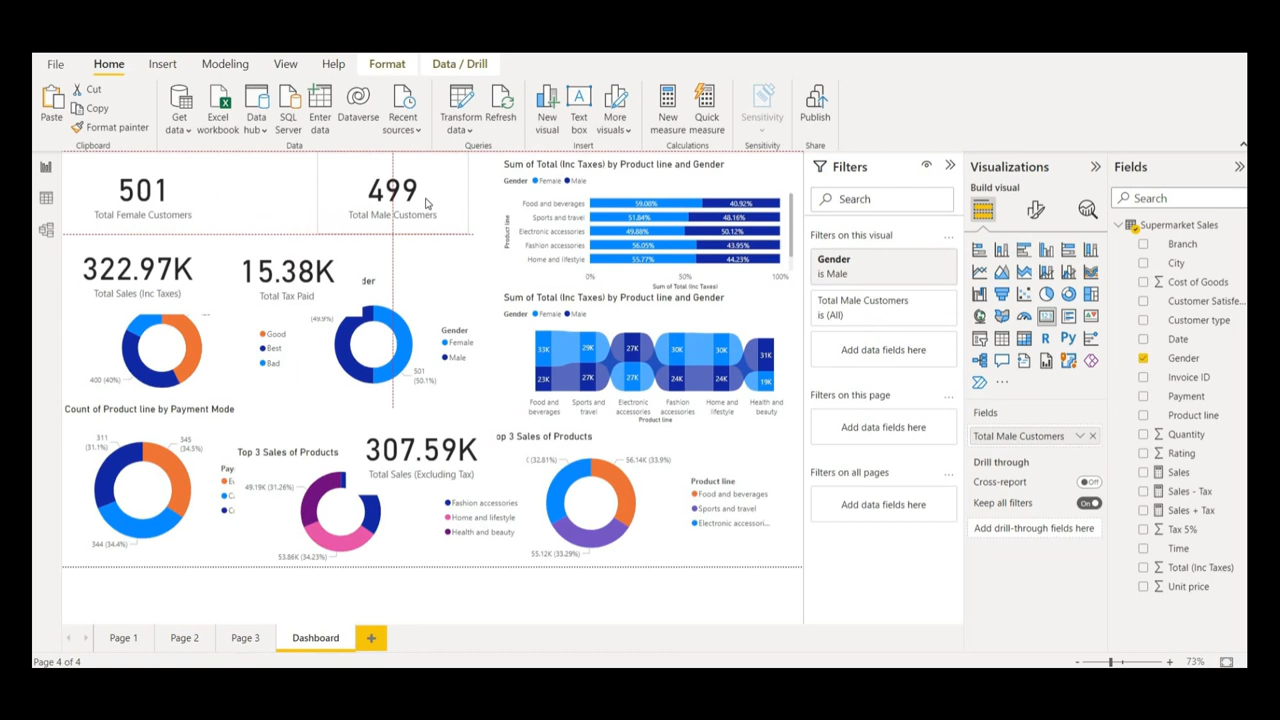 File Home Insert Modeling View Help Format Data / Drill
Paste
Cut
Copy
Format painter
Clipboard
Get data
Excel workbook
Data hub
SQL Server
Enter data
Dataverse
Recent sources
Data
Transform data
Refresh
Queries
New visual
Text box
More visuals
Insert
New measure
Quick measure
Calculations
Sensitivity
Sensitivity
Publish
Share
501
Total Female Customers
499
Total Male Customers
322.97K
Total Sales (Inc Taxes)
15.38K
Total Tax Paid
der
Good
Best
Bad
400 (40%)
(49.9%)
501
(50.1%)
Gender
Female
Male
Count of Product line by Payment Mode
311
(31.1%)
345
(34.5%)
344 (34.4%)
Pay
Top 3 Sales of Products
49.19K (31.26%)
53.86K (34.23%)
307.59K
Total Sales (Excluding Tax)
Fashion accessories
Home and lifestyle
Health and beauty
Sum of Total (Inc Taxes) by Product line and Gender
Gender Female Male
Product line
Food and beverages 59.08% 40.92%
Sports and travel 51.84% 48.16%
Electronic accessories 49.88% 50.12%
Fashion accessories 56.05% 43.95%
Home and lifestyle 55.77% 44.23%
0% 50% 100%
Sum of Total (Inc Taxes)
Sum of Total (Inc Taxes) by Product line and Gender
Gender Female Male
33K 29K 27K 30K 30K 31K
23K 27K 27K 24K 24K 19K
Food and beverages
Sports and travel
Electronic accessories
Fashion accessories
Home and lifestyle
Health and beauty
Product line
op 3 Sales of Products
(32.81%)
56.14K (33.9%)
55.12K (33.29%)
Product line
Food and beverages
Sports and travel
Electronic accessori...
Filters
Search
Filters on this visual ...
Gender
is Male
Total Male Customers
is (All)
Add data fields here
Filters on this page ...
Add data fields here
Filters on all pages ...
Add data fields here
Visualizations
Build visual
R Py
...
Fields
Total Male Customers
Drill through
Cross-report Off
Keep all filters On
Add drill-through fields here
Fields
Search
Supermarket Sales
Branch
City
Cost of Goods
Customer Satisfe...
Customer type
Date
Gender
Invoice ID
Payment
Product line
Quantity
Rating
Sales
Sales - Tax
Sales + Tax
Tax 5%
Time
Total (Inc Taxes)
Unit price
Page 1 Page 2 Page 3 Dashboard +
Page 4 of 4
- + 73%